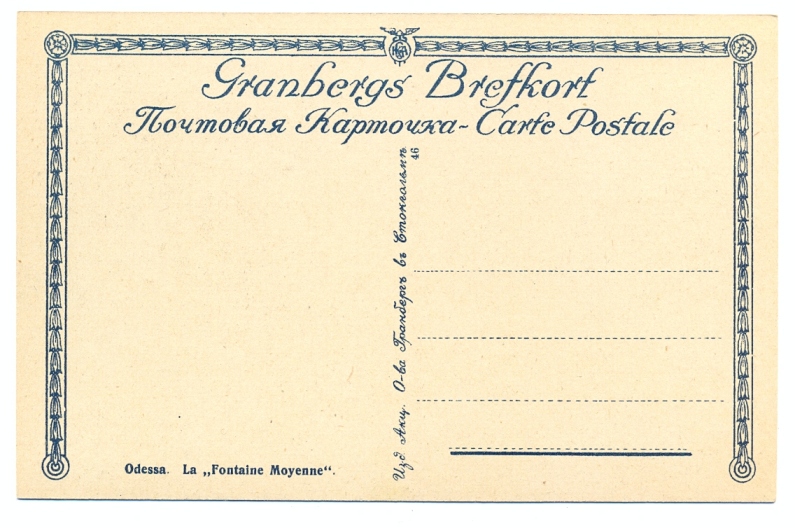 Granbergs Brefkort
Почтовая Карточка - Carte Postale
Изд. Акц. О-ва Гранбергъ въ Стокгольмѣ
46
Odessa. La „Fontaine Moyenne“.